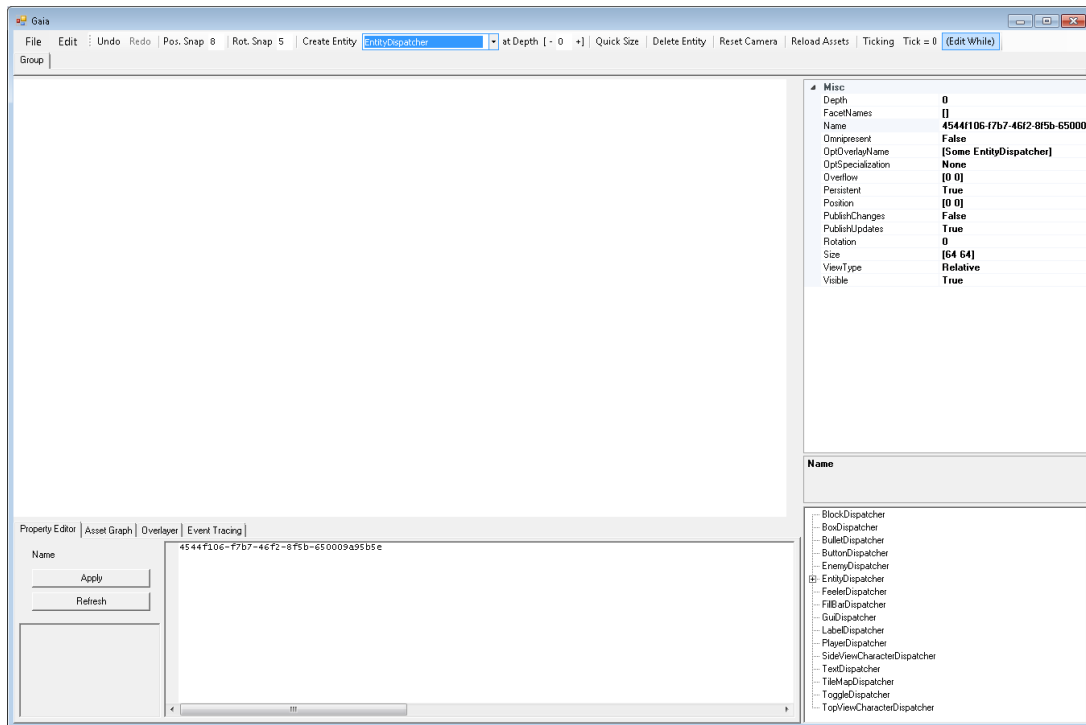 Gaia
File Edit Undo Redo Pos. Snap 8 Rot. Snap 5 Create Entity EntityDispatcher at Depth [ - 0 +] Quick Size Delete Entity Reset Camera Reload Assets Ticking Tick = 0 (Edit While)
Group
Misc
Depth 0
FacetNames []
Name 4544f106-f7b7-46f2-8f5b-65000
Omnipresent False
OptOverlayName [Some EntityDispatcher]
OptSpecialization None
Overflow [0 0]
Persistent True
Position [0 0]
PublishChanges False
PublishUpdates True
Rotation 0
Size [64 64]
ViewType Relative
Visible True
Name
Property Editor Asset Graph Overlayer Event Tracing
Name
Apply
Refresh
4544f106-f7b7-46f2-8f5b-650009a95b5e
BlockDispatcher
BoxDispatcher
BulletDispatcher
ButtonDispatcher
EnemyDispatcher
EntityDispatcher
FeelerDispatcher
FillBarDispatcher
GuiDispatcher
LabelDispatcher
PlayerDispatcher
SideViewCharacterDispatcher
TextDispatcher
TileMapDispatcher
ToggleDispatcher
TopViewCharacterDispatcher